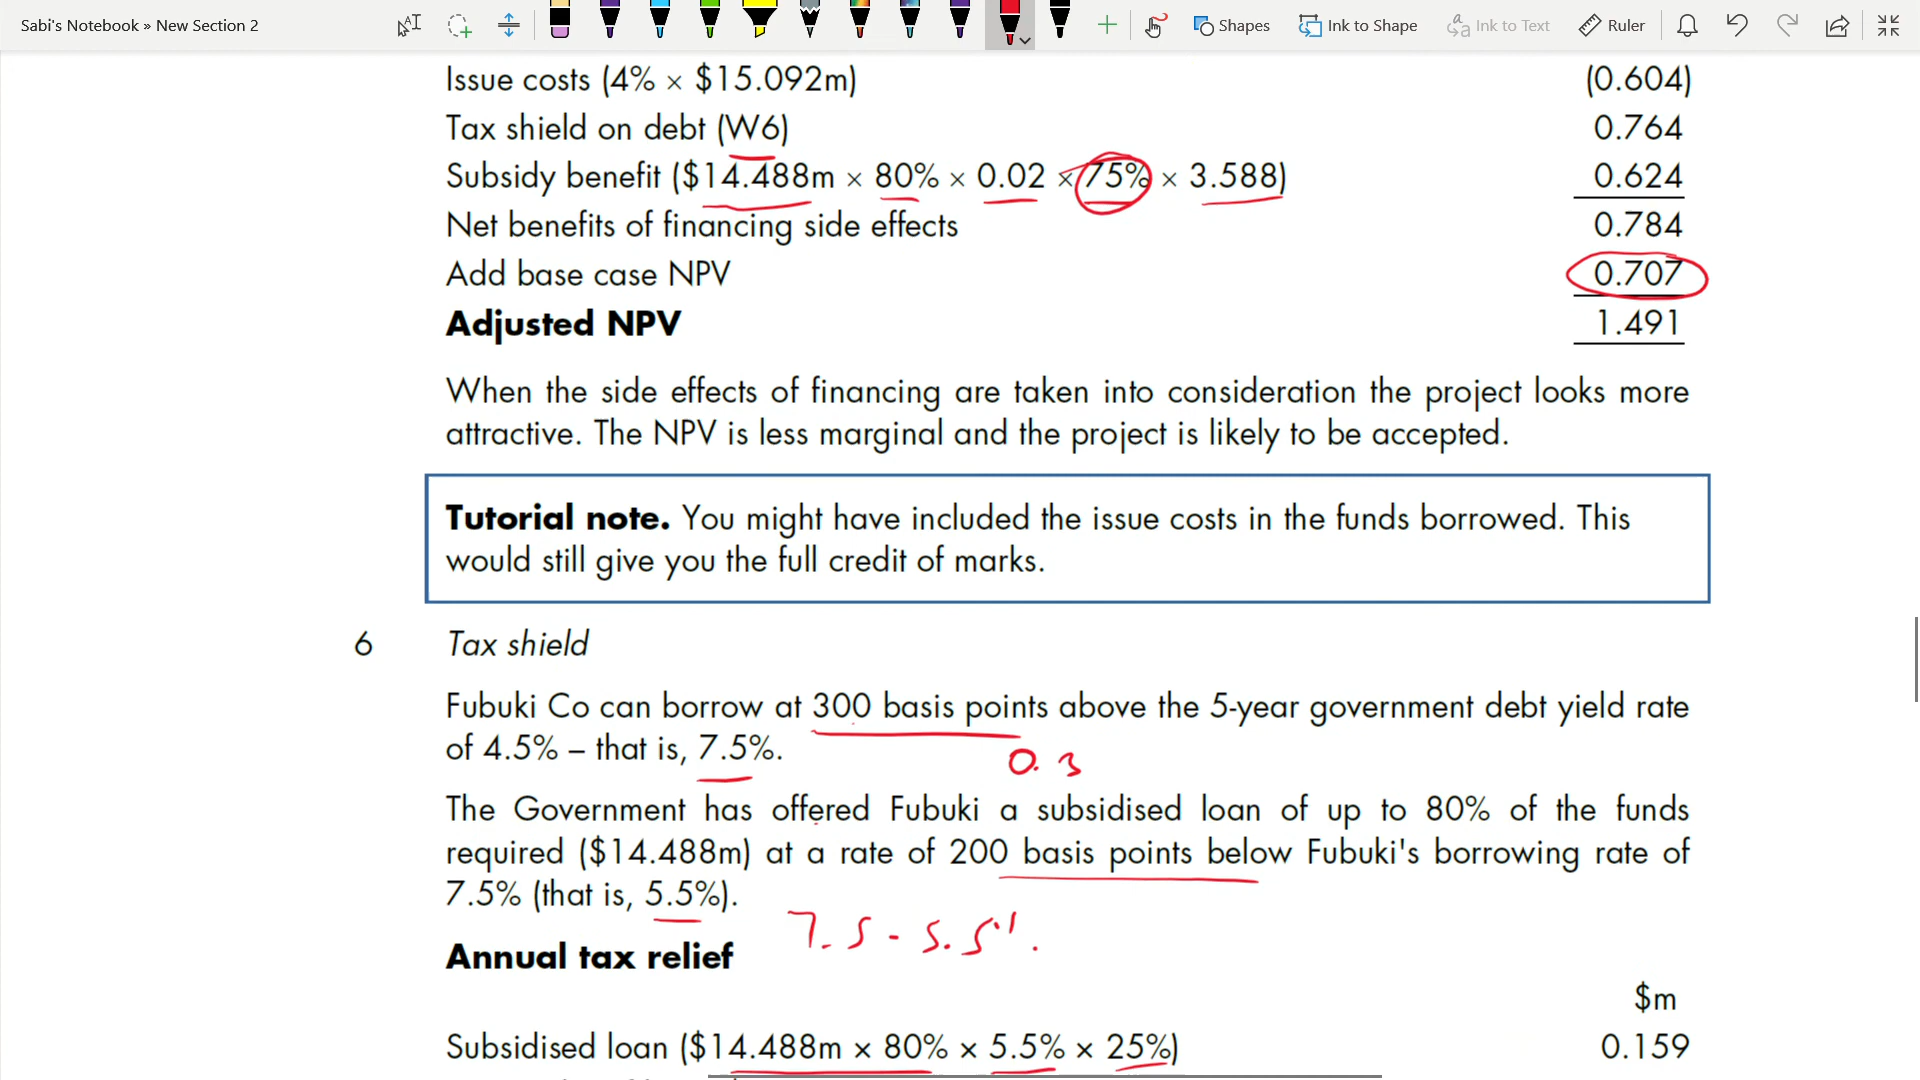 Sabi's Notebook » New Section 2
Shapes
Ink to Shape
Ink to Text
Ruler
Issue costs (4% × $15.092m) (0.604)
Tax shield on debt (W6) 0.764
Subsidy benefit ($14.488m × 80% × 0.02 × 75% × 3.588) 0.624
Net benefits of financing side effects 0.784
Add base case NPV 0.707
Adjusted NPV 1.491
When the side effects of financing are taken into consideration the project looks more
attractive. The NPV is less marginal and the project is likely to be accepted.
Tutorial note. You might have included the issue costs in the funds borrowed. This
would still give you the full credit of marks.
6 Tax shield
Fubuki Co can borrow at 300 basis points above the 5-year government debt yield rate
of 4.5% – that is, 7.5%.
0. 3
The Government has offered Fubuki a subsidised loan of up to 80% of the funds
required ($14.488m) at a rate of 200 basis points below Fubuki's borrowing rate of
7.5% (that is, 5.5%).
7.5 - 5.5%.
Annual tax relief
$m
Subsidised loan ($14.488m × 80% × 5.5% × 25%) 0.159